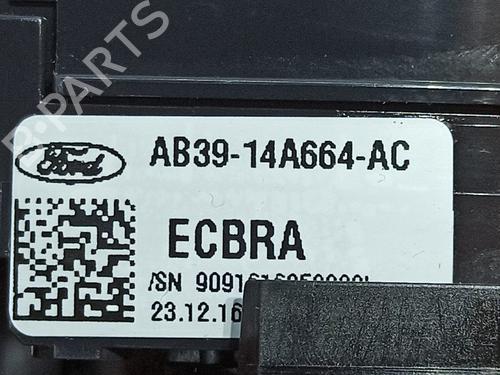 B-PARTS
Ford
AB39-14A664-AC
ECBRA
/SN
23.12.16